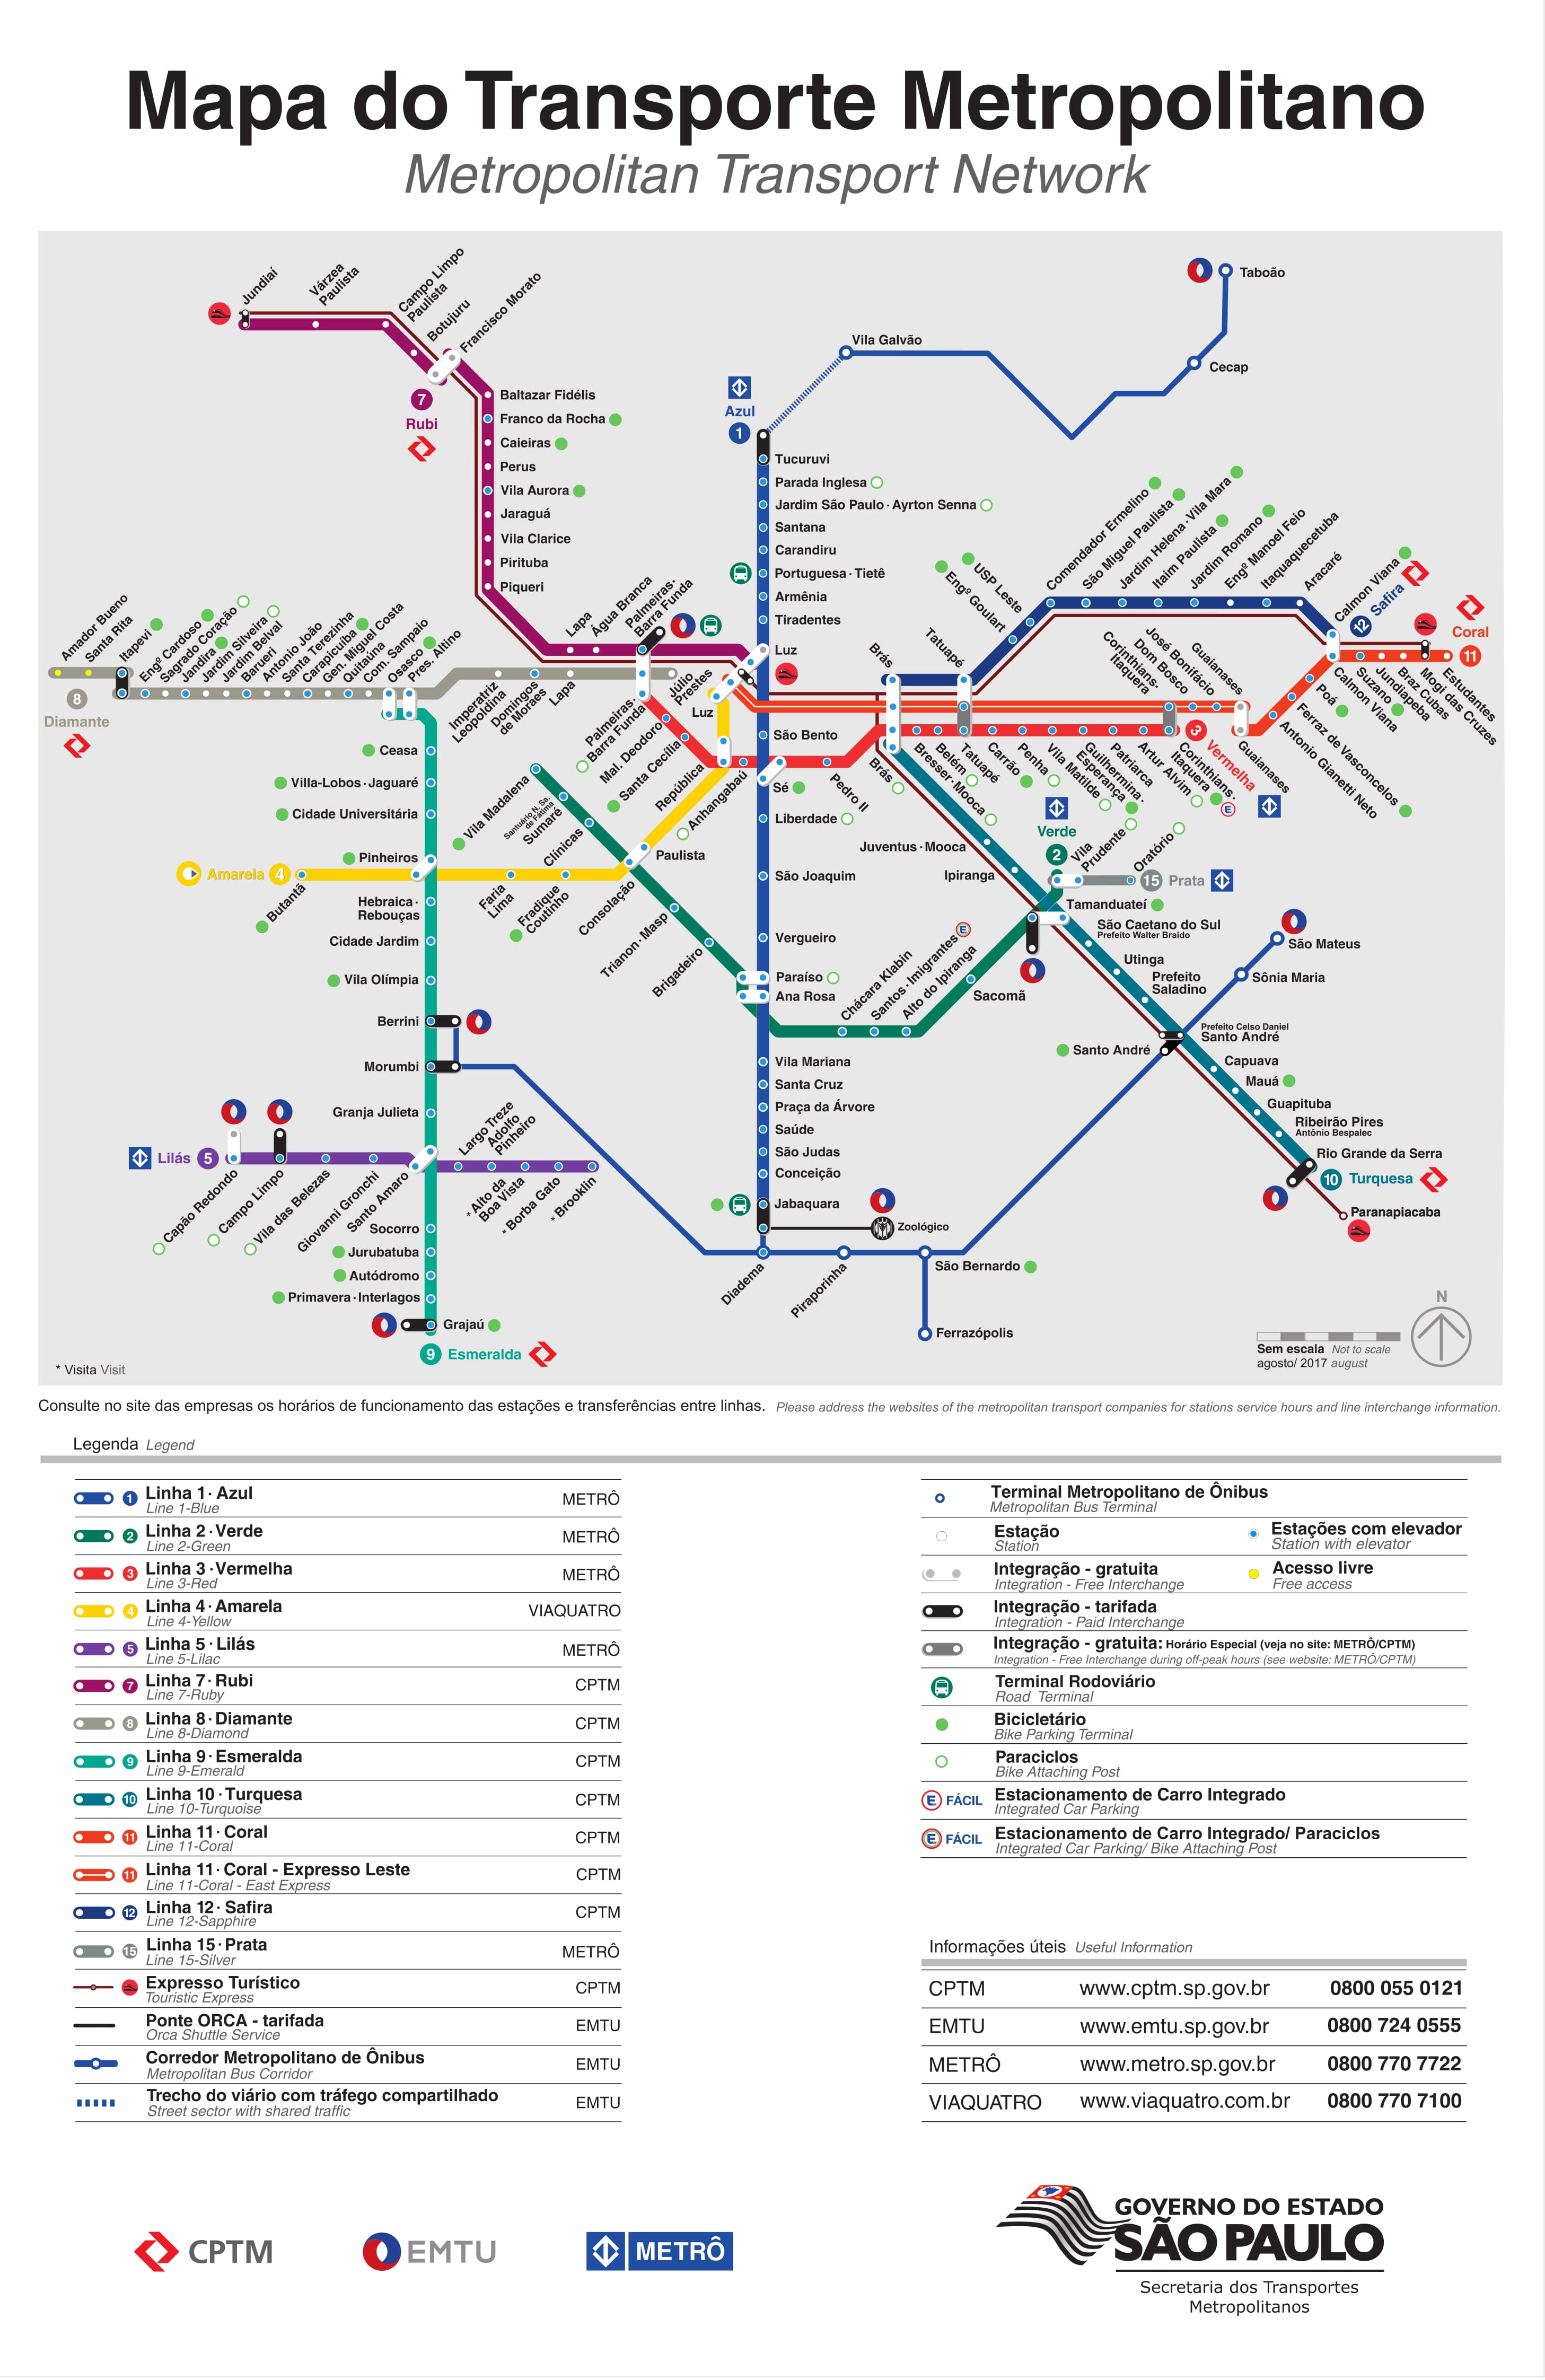 Mapa do Transporte Metropolitano
Metropolitan Transport Network
Jundiaí
Várzea
Paulista
Campo Limpo
Paulista
Botujuru
Francisco Morato
7
Rubi
Baltazar Fidélis
Franco da Rocha
Caieiras
Perus
Vila Aurora
Jaraguá
Vila Clarice
Pirituba
Piqueri
Lapa
Água Branca
Palmeiras·
Barra Funda
Luz
Taboão
Cecap
Vila Galvão
Azul
1
Tucuruvi
Parada Inglesa
Jardim São Paulo · Ayrton Senna
Santana
Carandiru
Portuguesa · Tietê
Armênia
Tiradentes
Luz
São Bento
Sé
Liberdade
São Joaquim
Vergueiro
Paraíso
Ana Rosa
Vila Mariana
Santa Cruz
Praça da Árvore
Saúde
São Judas
Conceição
Jabaquara
Zoológico
Amador Bueno
Santa Rita
Itapevi
Engº Cardoso
Sagrado Coração
Jandira
Jardim Silveira
Jardim Belval
Barueri
Antonio João
Santa Terezinha
Carapicuíba
Gen. Miguel Costa
Quitaúna
Com. Sampaio
Osasco
Pres. Altino
8
Diamante
Imperatriz
Leopoldina
Domingos
de Moraes
Lapa
Palmeiras·
Barra Funda
Júlio
Prestes
Mal. Deodoro
Santa Cecília
República
Anhangabaú
Pedro II
Brás
Bresser · Mooca
Belém
Tatuapé
Carrão
Penha
Vila Matilde
Guilhermina·
Esperança
Patriarca
Artur Alvim
Corinthians·
Itaquera
E
3
Vermelha
Brás
Tatuapé
Engº Goulart
USP Leste
Comendador Ermelino
São Miguel Paulista
Jardim Helena · Vila Mara
Itaim Paulista
Jardim Romano
Engº Manoel Feio
Itaquaquecetuba
Aracaré
Calmon Viana
12 Safira
Coral
11
Corinthians·
Itaquera
Dom Bosco
José Bonifácio
Guaianases
Guaianases
Antonio Gianetti Neto
Ferraz de Vasconcelos
Poá
Calmon Viana
Suzano
Jundiapeba
Braz Cubas
Mogi das Cruzes
Estudantes
Ceasa
Villa-Lobos · Jaguaré
Cidade Universitária
Pinheiros
Hebraica ·
Rebouças
Cidade Jardim
Vila Olímpia
Berrini
Morumbi
Granja Julieta
Santo Amaro
Socorro
Jurubatuba
Autódromo
Primavera · Interlagos
Grajaú
9 Esmeralda
Amarela 4
Butantã
Faria
Lima
Fradique
Coutinho
Paulista
Vila Madalena
Santuário N. Sa.
de Fátima
Sumaré
Clínicas
Consolação
Trianon · Masp
Brigadeiro
Chácara Klabin
Santos · Imigrantes
E
Alto do Ipiranga
Sacomã
Verde
2
Vila
Prudente
Oratório
15 Prata
Juventus · Mooca
Ipiranga
Tamanduateí
São Caetano do Sul
Prefeito Walter Braido
Utinga
Prefeito
Saladino
Prefeito Celso Daniel
Santo André
Santo André
Capuava
Mauá
Guapituba
Ribeirão Pires
Antônio Bespalec
Rio Grande da Serra
10 Turquesa
Paranapiacaba
São Mateus
Sônia Maria
Lilás 5
Capão Redondo
Campo Limpo
Vila das Belezas
Giovanni Gronchi
Largo Treze
Adolfo
Pinheiro
* Alto da
Boa Vista
* Borba Gato
* Brooklin
Diadema
Piraporinha
São Bernardo
Ferrazópolis
N
Sem escala Not to scale
agosto/ 2017 august
* Visita Visit
Consulte no site das empresas os horários de funcionamento das estações e transferências entre linhas. Please address the websites of the metropolitan transport companies for stations service hours and line interchange information.
Legenda Legend
1 Linha 1 · Azul METRÔ
Line 1-Blue
2 Linha 2 · Verde METRÔ
Line 2-Green
3 Linha 3 · Vermelha METRÔ
Line 3-Red
4 Linha 4 · Amarela VIAQUATRO
Line 4-Yellow
5 Linha 5 · Lilás METRÔ
Line 5-Lilac
7 Linha 7 · Rubi CPTM
Line 7-Ruby
8 Linha 8 · Diamante CPTM
Line 8-Diamond
9 Linha 9 · Esmeralda CPTM
Line 9-Emerald
10 Linha 10 · Turquesa CPTM
Line 10-Turquoise
11 Linha 11 · Coral CPTM
Line 11-Coral
11 Linha 11 · Coral - Expresso Leste CPTM
Line 11-Coral - East Express
12 Linha 12 · Safira CPTM
Line 12-Sapphire
15 Linha 15 · Prata METRÔ
Line 15-Silver
Expresso Turístico CPTM
Touristic Express
Ponte ORCA - tarifada EMTU
Orca Shuttle Service
Corredor Metropolitano de Ônibus EMTU
Metropolitan Bus Corridor
Trecho do viário com tráfego compartilhado EMTU
Street sector with shared traffic
Terminal Metropolitano de Ônibus
Metropolitan Bus Terminal
Estação
Station
Estações com elevador
Station with elevator
Integração - gratuita
Integration - Free Interchange
Acesso livre
Free access
Integração - tarifada
Integration - Paid Interchange
Integração - gratuita: Horário Especial (veja no site: METRÔ/CPTM)
Integration - Free Interchange during off-peak hours (see website: METRÔ/CPTM)
Terminal Rodoviário
Road Terminal
Bicicletário
Bike Parking Terminal
Paraciclos
Bike Attaching Post
E FÁCIL Estacionamento de Carro Integrado
Integrated Car Parking
E FÁCIL Estacionamento de Carro Integrado/ Paraciclos
Integrated Car Parking/ Bike Attaching Post
Informações úteis Useful Information
CPTM www.cptm.sp.gov.br 0800 055 0121
EMTU www.emtu.sp.gov.br 0800 724 0555
METRÔ www.metro.sp.gov.br 0800 770 7722
VIAQUATRO www.viaquatro.com.br 0800 770 7100
CPTM
EMTU
METRÔ
GOVERNO DO ESTADO
SÃO PAULO
Secretaria dos Transportes
Metropolitanos